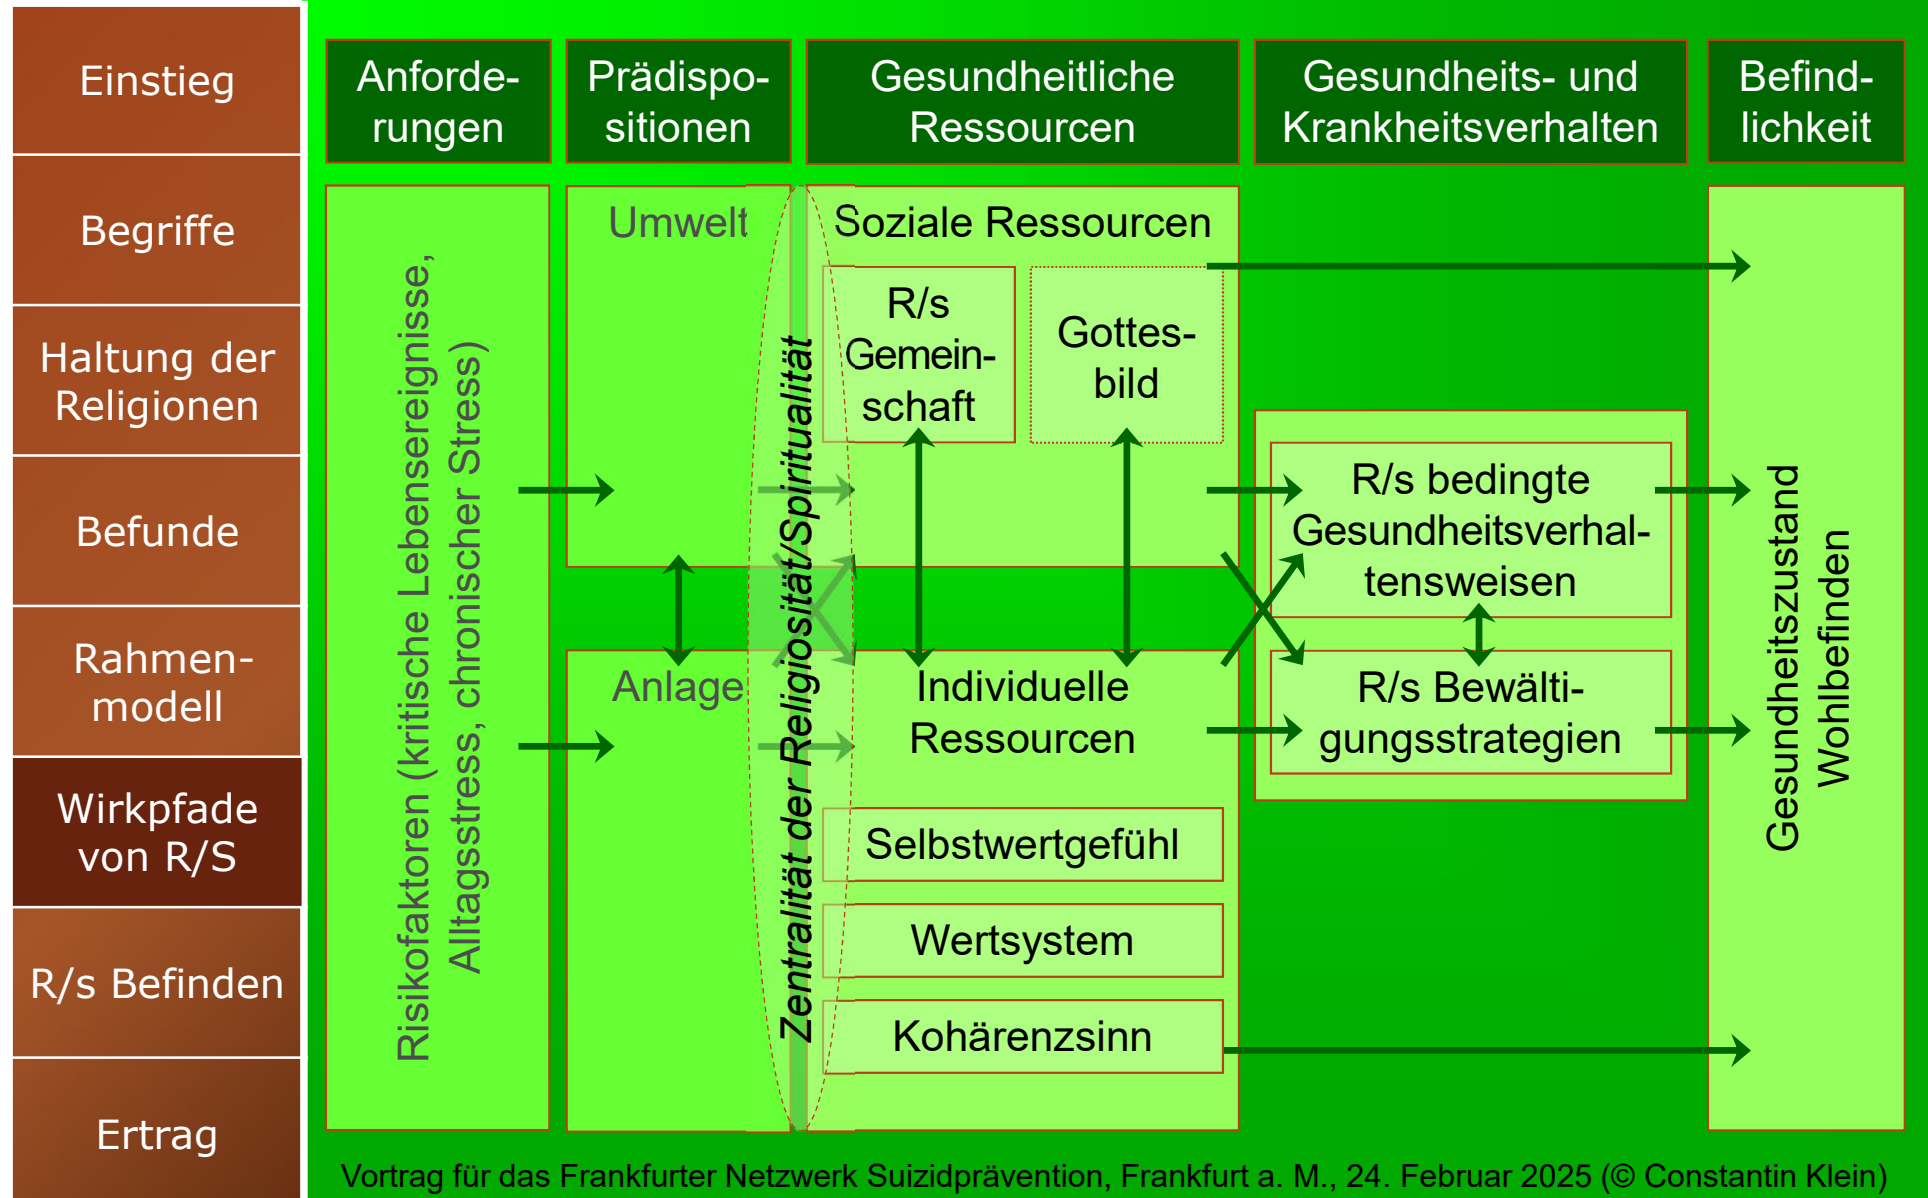 Einstieg
Begriffe
Haltung der
Religionen
Befunde
Rahmen-
modell
Wirkpfade
von R/S
R/s Befinden
Ertrag
Anforde-
rungen
Prädispo-
sitionen
Gesundheitliche
Ressourcen
Gesundheits- und
Krankheitsverhalten
Befind-
lichkeit
Risikofaktoren (kritische Lebensereignisse,
Alltagsstress, chronischer Stress)
Umwelt
Anlage
Zentralität der Religiosität/Spiritualität
Soziale Ressourcen
R/s
Gemein-
schaft
Gottes-
bild
Individuelle
Ressourcen
Selbstwertgefühl
Wertsystem
Kohärenzsinn
R/s bedingte
Gesundheitsverhal-
tensweisen
R/s Bewälti-
gungsstrategien
Gesundheitszustand
Wohlbefinden
Vortrag für das Frankfurter Netzwerk Suizidprävention, Frankfurt a. M., 24. Februar 2025 (© Constantin Klein)